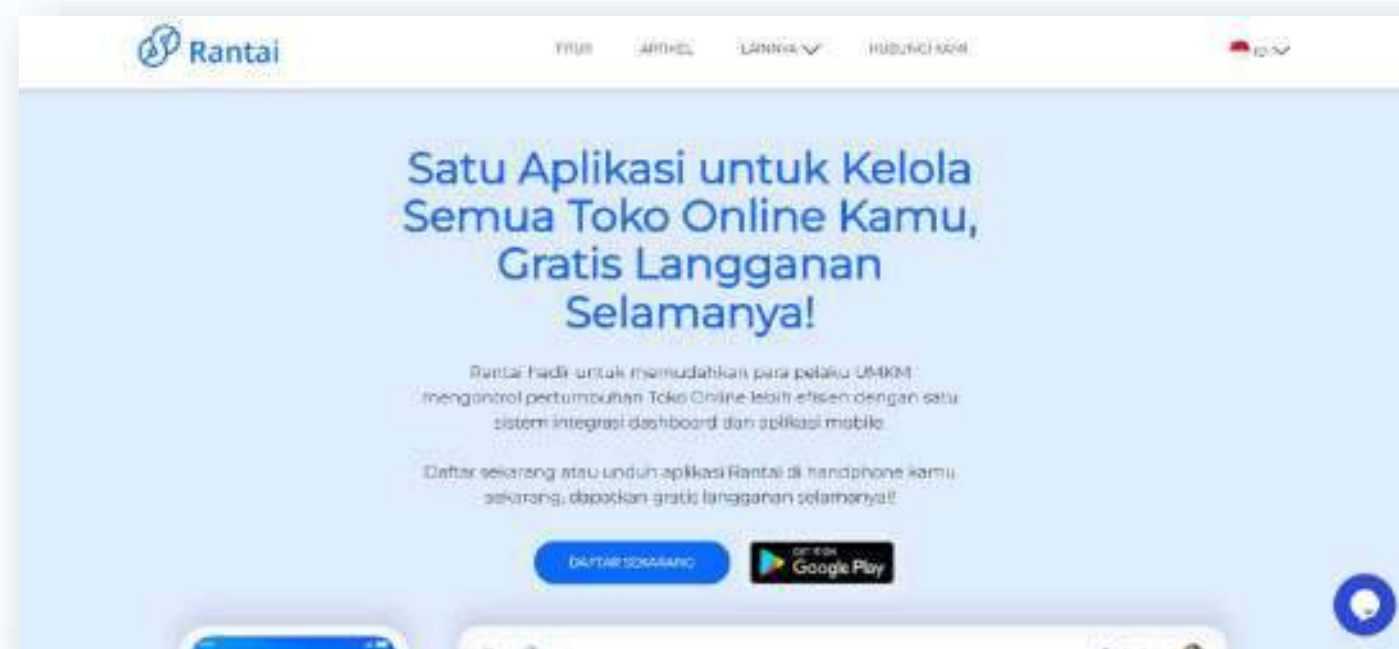 Rantai
FITUR ARTIKEL LAINNYA HUBUNGI KAMI ID
Satu Aplikasi untuk Kelola
Semua Toko Online Kamu,
Gratis Langganan
Selamanya!
Rantai hadir untuk memudahkan para pelaku UMKM
mengontrol pertumbuhan Toko Online lebih efisien dengan satu
sistem integrasi dashboard dan aplikasi mobile
Daftar sekarang atau unduh aplikasi Rantai di handphone kamu
sekarang, dapatkan gratis langganan selamanya!!
DAFTAR SEKARANG
GET IT ON
Google Play